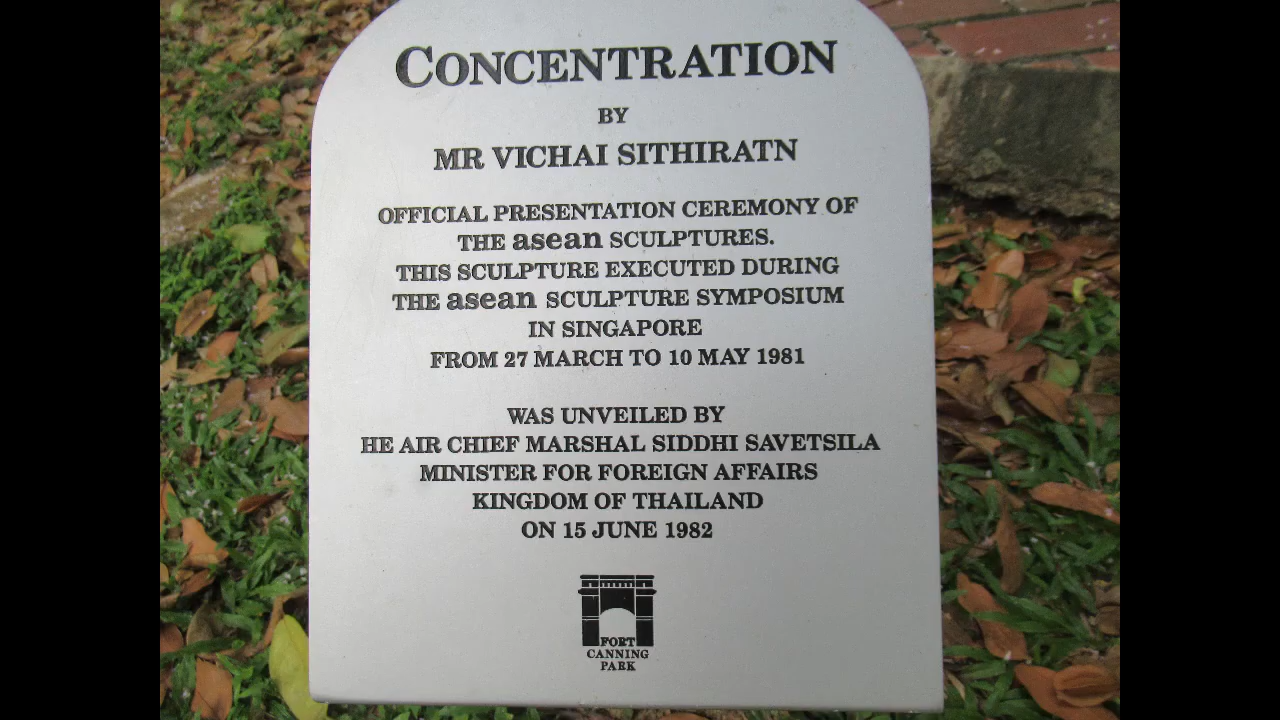 CONCENTRATION
BY
MR VICHAI SITHIRATN
OFFICIAL PRESENTATION CEREMONY OF
THE asean SCULPTURES.
THIS SCULPTURE EXECUTED DURING
THE asean SCULPTURE SYMPOSIUM
IN SINGAPORE
FROM 27 MARCH TO 10 MAY 1981
WAS UNVEILED BY
HE AIR CHIEF MARSHAL SIDDHI SAVETSILA
MINISTER FOR FOREIGN AFFAIRS
KINGDOM OF THAILAND
ON 15 JUNE 1982
FORT
CANNING
PARK